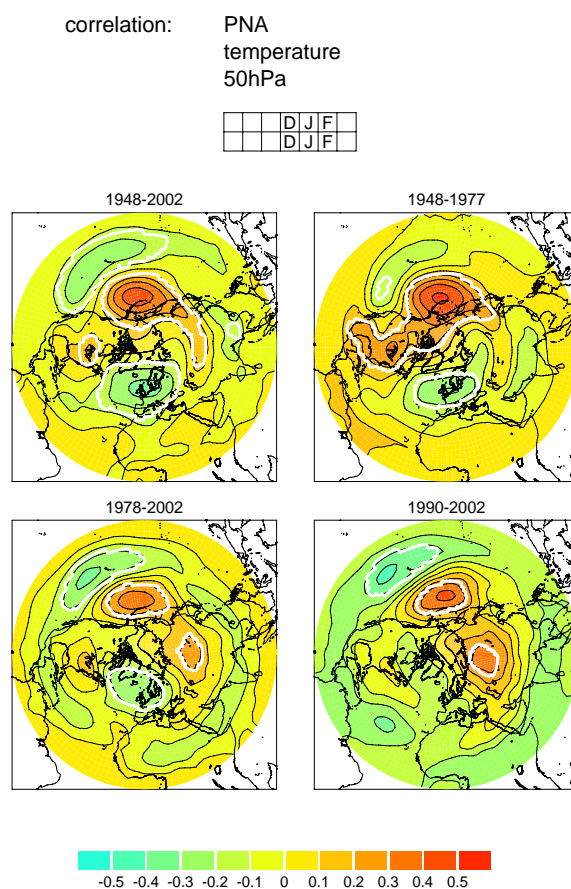 correlation: PNA
temperature
50hPa
D J F
D J F
1948-2002 1948-1977
1978-2002 1990-2002
-0.5 -0.4 -0.3 -0.2 -0.1 0 0.1 0.2 0.3 0.4 0.5